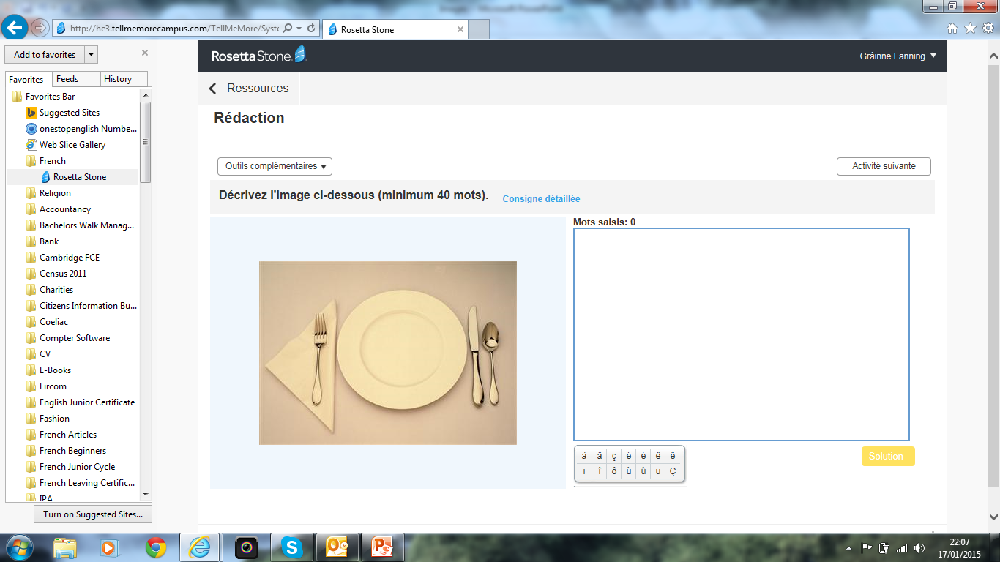 http://he3.tellmemorecampus.com/TellMeMore/Syste
Rosetta Stone
Add to favorites
Favorites Feeds History
Favorites Bar
Suggested Sites
onestopenglish Numbe...
Web Slice Gallery
French
Rosetta Stone
Religion
Accountancy
Bachelors Walk Manag...
Bank
Cambridge FCE
Census 2011
Charities
Citizens Information Bu...
Coeliac
Compter Software
CV
E-Books
Eircom
English Junior Certificate
Fashion
French Articles
French Beginners
French Junior Cycle
French Leaving Certific...
IPA
Turn on Suggested Sites...
RosettaStone
Gráinne Fanning
Ressources
Rédaction
Outils complémentaires
Activité suivante
Décrivez l'image ci-dessous (minimum 40 mots). Consigne détaillée
Mots saisis: 0
à â ç é è ê ë
ï î ô ù û ü Ç
Solution
22:07
17/01/2015